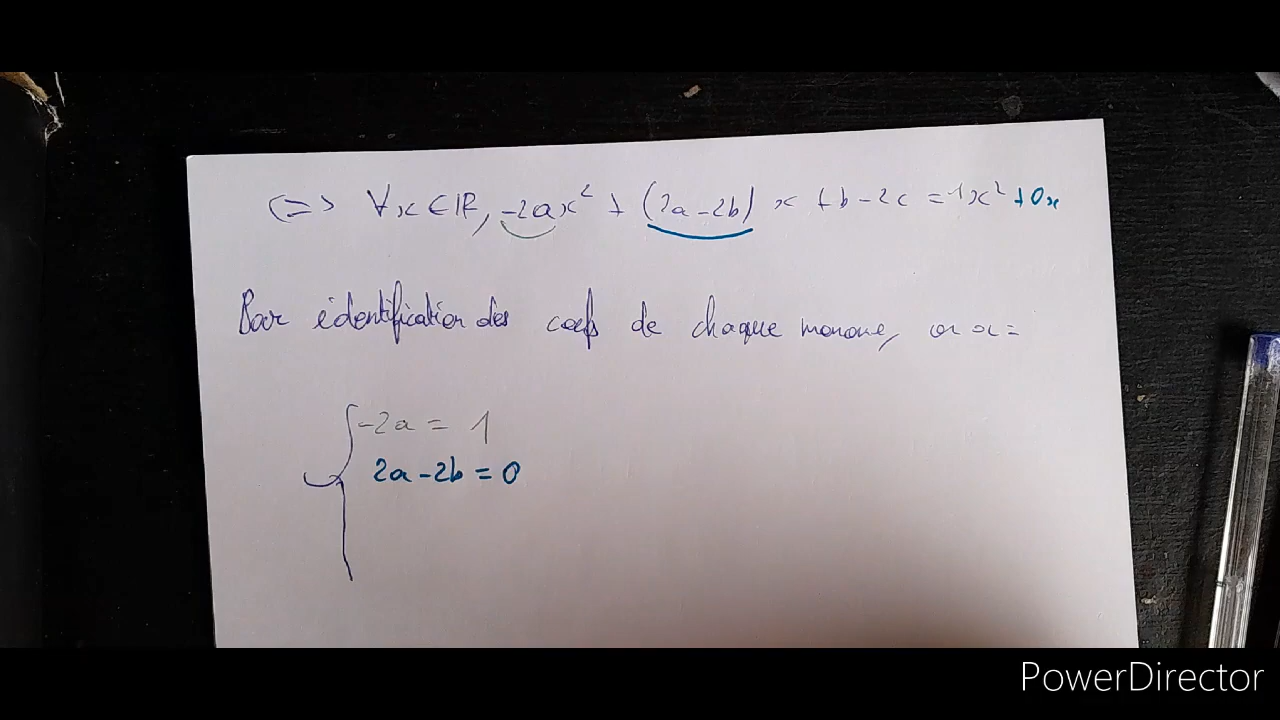 <=> ∀x ∈ IR, -2ax² + (2a-2b) x + b - 2c = 1x² + 0x
Par identification des coefs de chaque monome, on a =
{ -2a = 1
2a - 2b = 0
PowerDirector